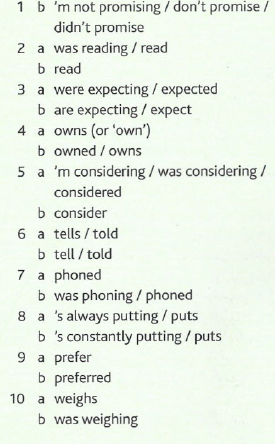 1 b 'm not promising / don't promise /
didn't promise
2 a was reading / read
b read
3 a were expecting / expected
b are expecting / expect
4 a owns (or 'own')
b owned / owns
5 a 'm considering / was considering /
considered
b consider
6 a tells / told
b tell / told
7 a phoned
b was phoning / phoned
8 a 's always putting / puts
b 's constantly putting / puts
9 a prefer
b preferred
10 a weighs
b was weighing